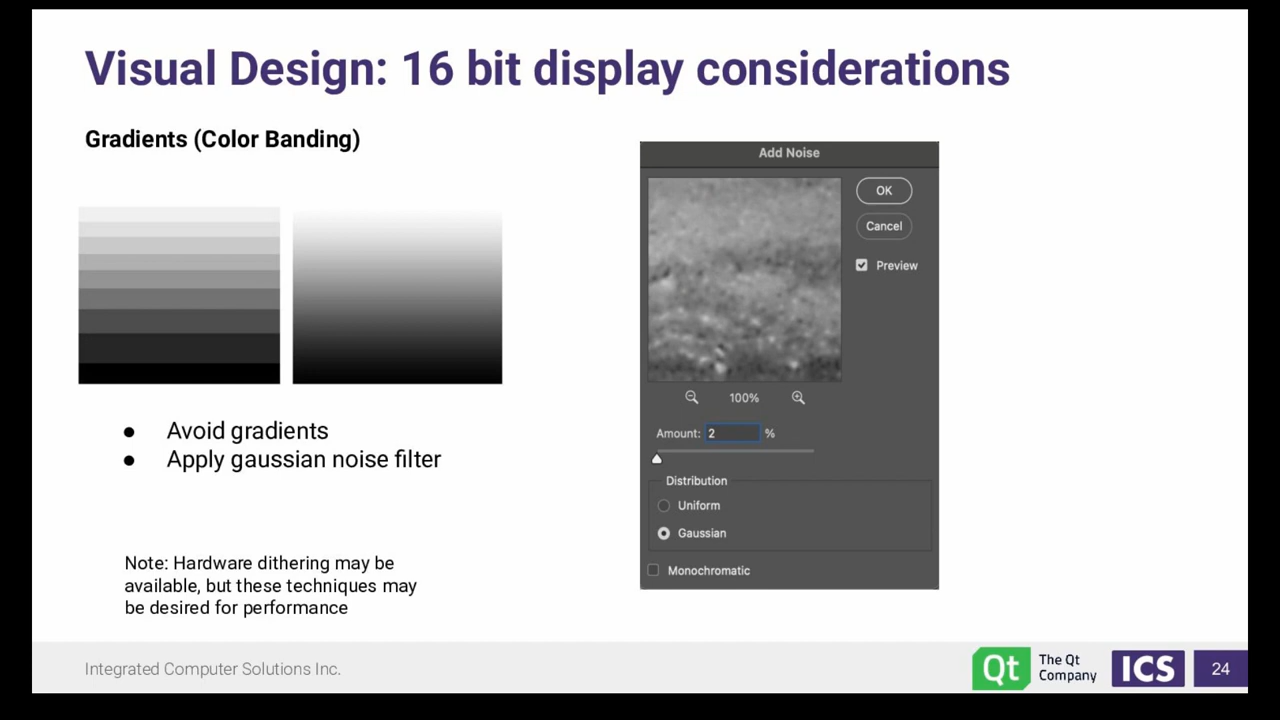 Visual Design: 16 bit display considerations
Gradients (Color Banding)
● Avoid gradients
● Apply gaussian noise filter
Note: Hardware dithering may be
available, but these techniques may
be desired for performance
Add Noise
OK
Cancel
Preview
100%
Amount: 2 %
Distribution
Uniform
Gaussian
Monochromatic
Integrated Computer Solutions Inc.
Qt
The Qt
Company
ICS
24